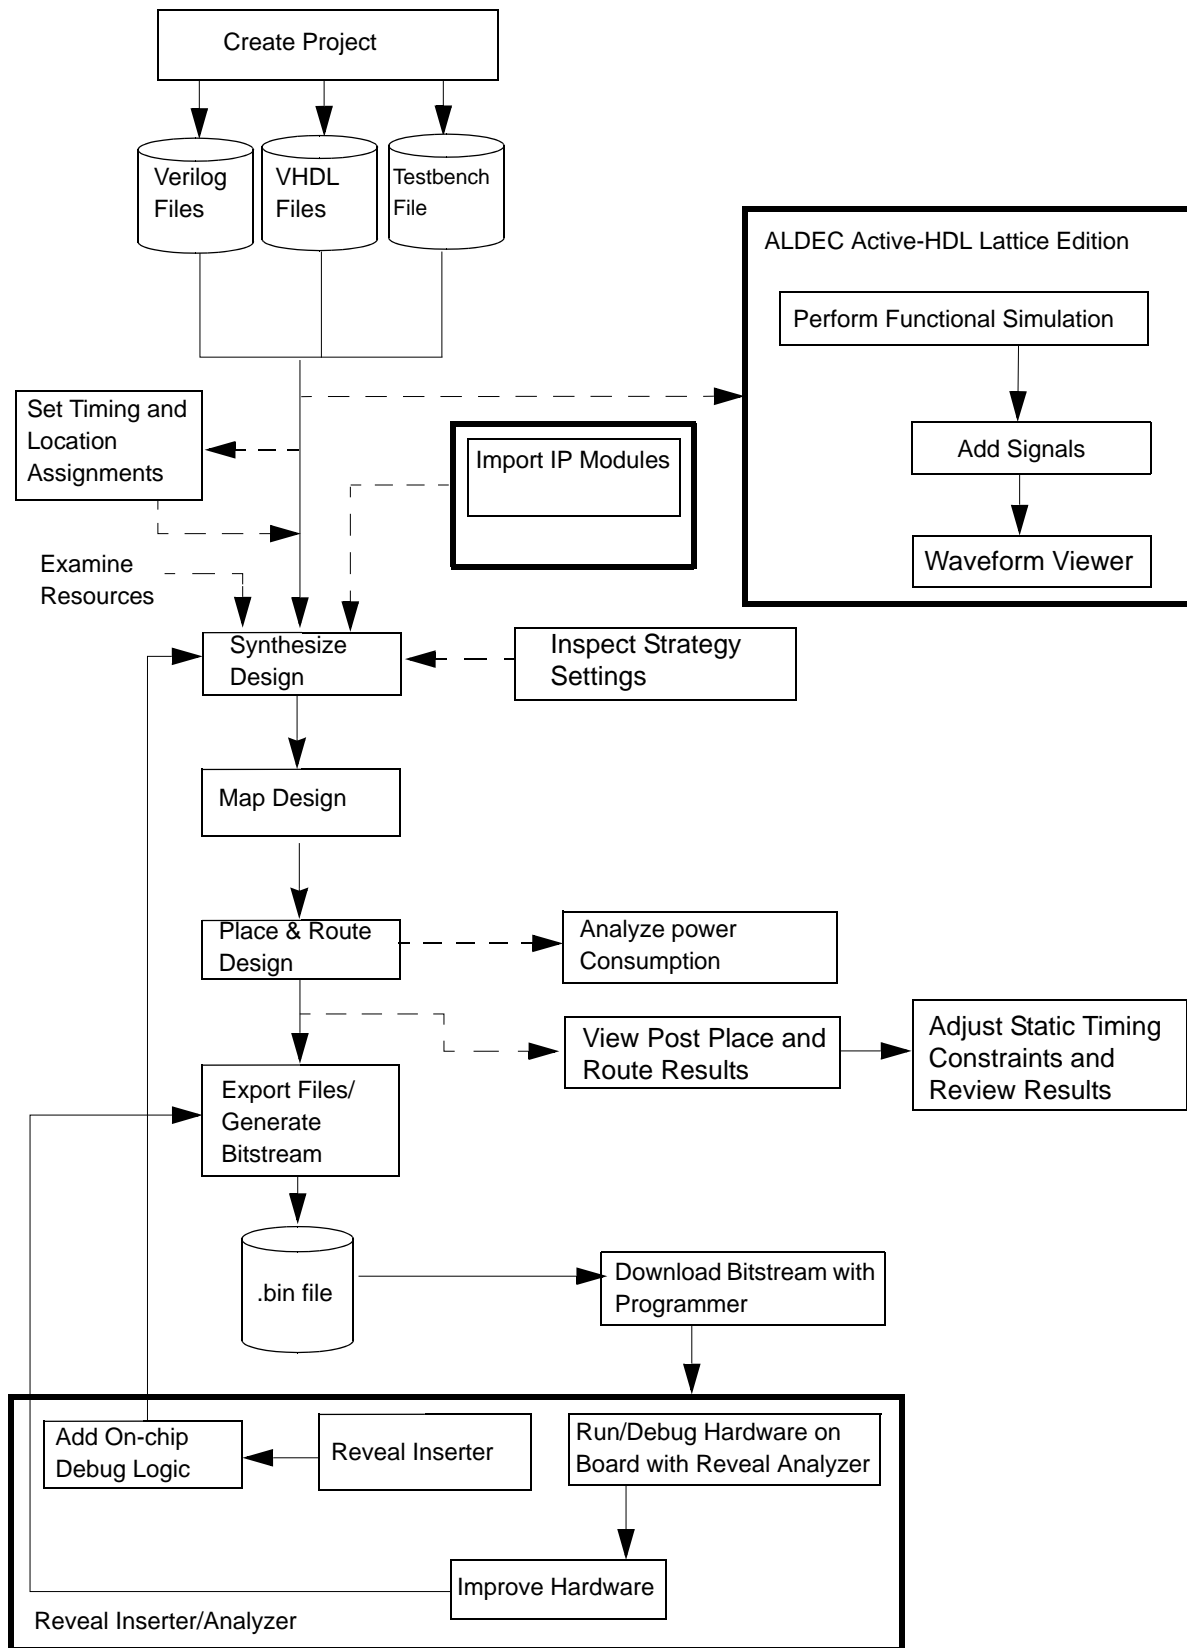 Create Project
Verilog
Files
VHDL
Files
Testbench
File
ALDEC Active-HDL Lattice Edition
Perform Functional Simulation
Add Signals
Waveform Viewer
Set Timing and
Location
Assignments
Import IP Modules
Examine
Resources
Synthesize
Design
Inspect Strategy
Settings
Map Design
Place & Route
Design
Analyze power
Consumption
View Post Place and
Route Results
Adjust Static Timing
Constraints and
Review Results
Export Files/
Generate
Bitstream
.bin file
Download Bitstream with
Programmer
Add On-chip
Debug Logic
Reveal Inserter
Run/Debug Hardware on
Board with Reveal Analyzer
Improve Hardware
Reveal Inserter/Analyzer